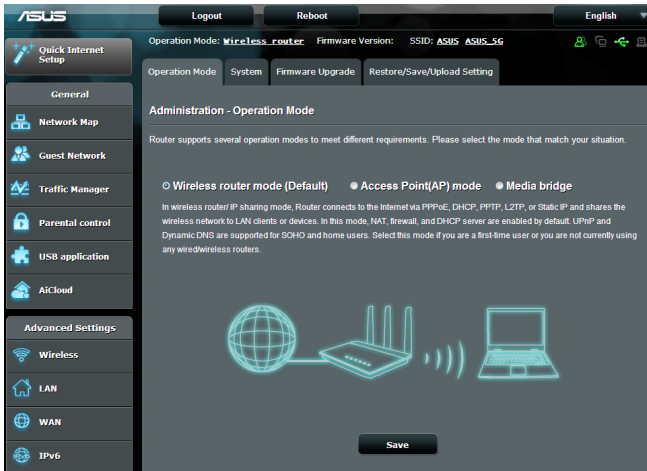 ASUS
Logout
Reboot
English
Quick Internet
Setup
Operation Mode: Wireless router Firmware Version: SSID: ASUS ASUS_5G
Operation Mode
System
Firmware Upgrade
Restore/Save/Upload Setting
General
Network Map
Guest Network
Traffic Manager
Parental control
USB application
AiCloud
Advanced Settings
Wireless
LAN
WAN
IPv6
Administration - Operation Mode
Router supports several operation modes to meet different requirements. Please select the mode that match your situation.
Wireless router mode (Default)
Access Point(AP) mode
Media bridge
In wireless router/ IP sharing mode, Router connects to the Internet via PPPoE, DHCP, PPTP, L2TP, or Static IP and shares the
wireless network to LAN clients or devices. In this mode, NAT, firewall, and DHCP server are enabled by default. UPnP and
Dynamic DNS are supported for SOHO and home users. Select this mode if you are a first-time user or you are not currently using
any wired/wireless routers.
Save